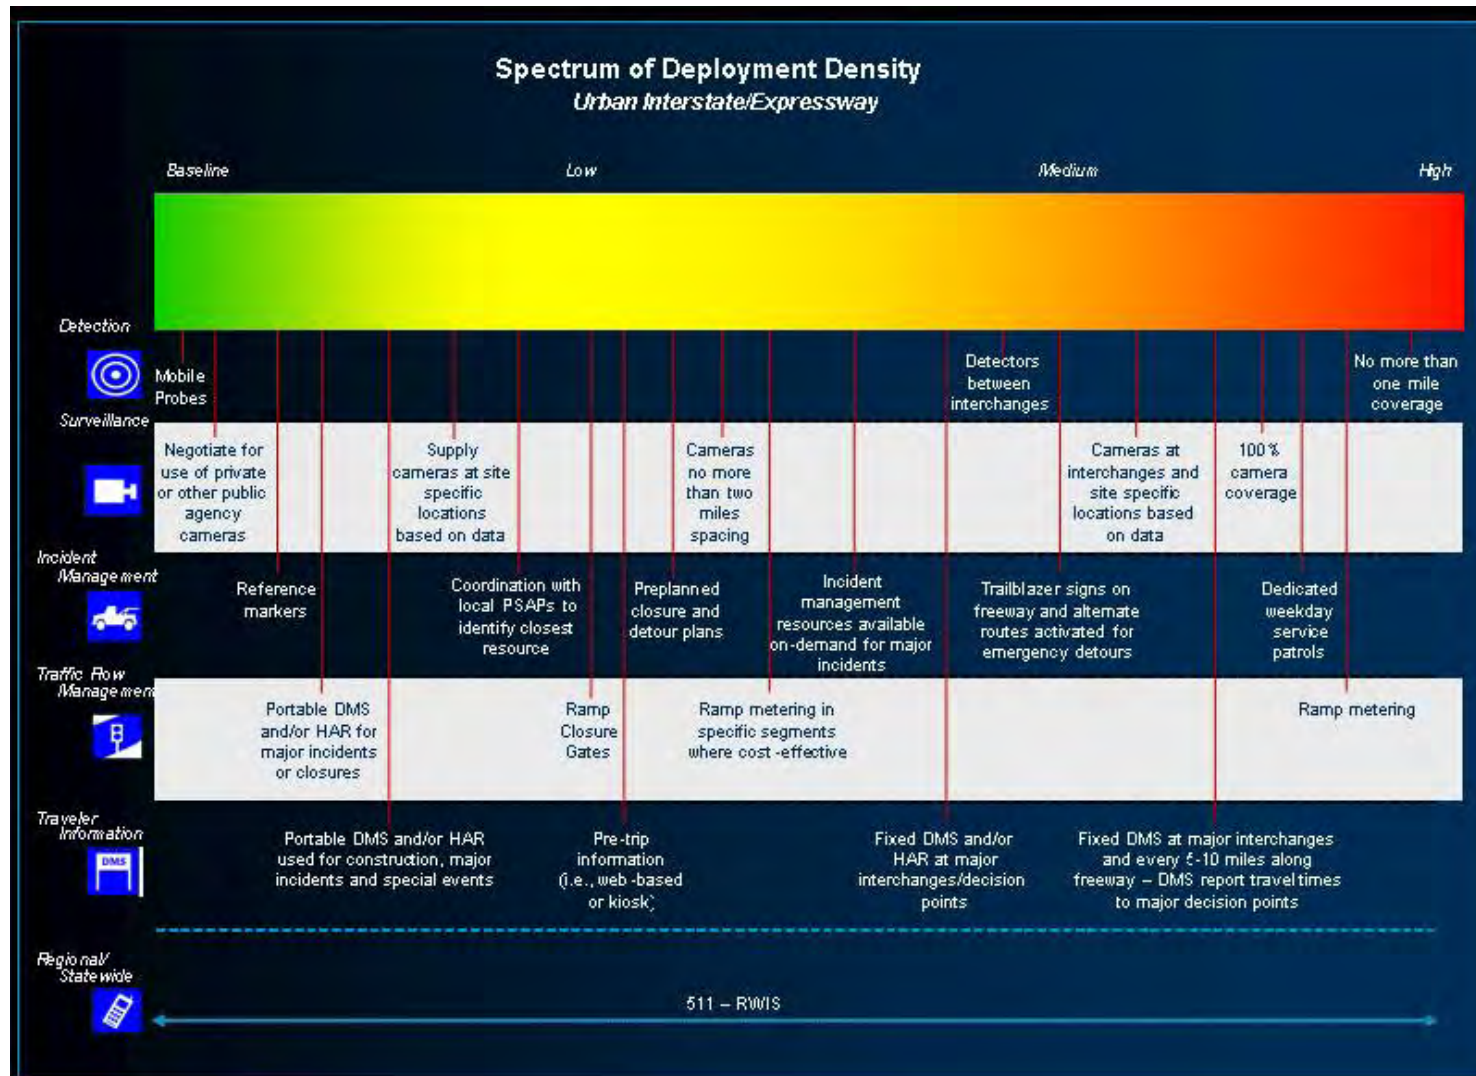 Spectrum of Deployment Density
Urban Interstate/Expressway
Baseline
Low
Medium
High
Detection
Mobile
Probes
Detectors
between
interchanges
No more than
one mile
coverage
Surveillance
Negotiate for
use of private
or other public
agency
cameras
Supply
cameras at site
specific
locations
based on data
Cameras
no more
than two
miles
spacing
Cameras at
interchanges and
site specific
locations based
on data
100%
camera
coverage
Incident
Management
Reference
markers
Coordination with
local PSAPs to
identify closest
resource
Preplanned
closure and
detour plans
Incident
management
resources available
on-demand for major
incidents
Trailblazer signs on
freeway and alternate
routes activated for
emergency detours
Dedicated
weekday
service
patrols
Traffic Flow
Management
Portable DMS
and/or HAR for
major incidents
or closures
Ramp
Closure
Gates
Ramp metering in
specific segments
where cost-effective
Ramp metering
Traveler
Information
DMS
Portable DMS and/or HAR
used for construction, major
incidents and special events
Pre-trip
information
(i.e., web-based
or kiosk)
Fixed DMS and/or
HAR at major
interchanges/decision
points
Fixed DMS at major interchanges
and every 5-10 miles along
freeway – DMS report travel times
to major decision points
Regional/
Statewide
511 – RWIS